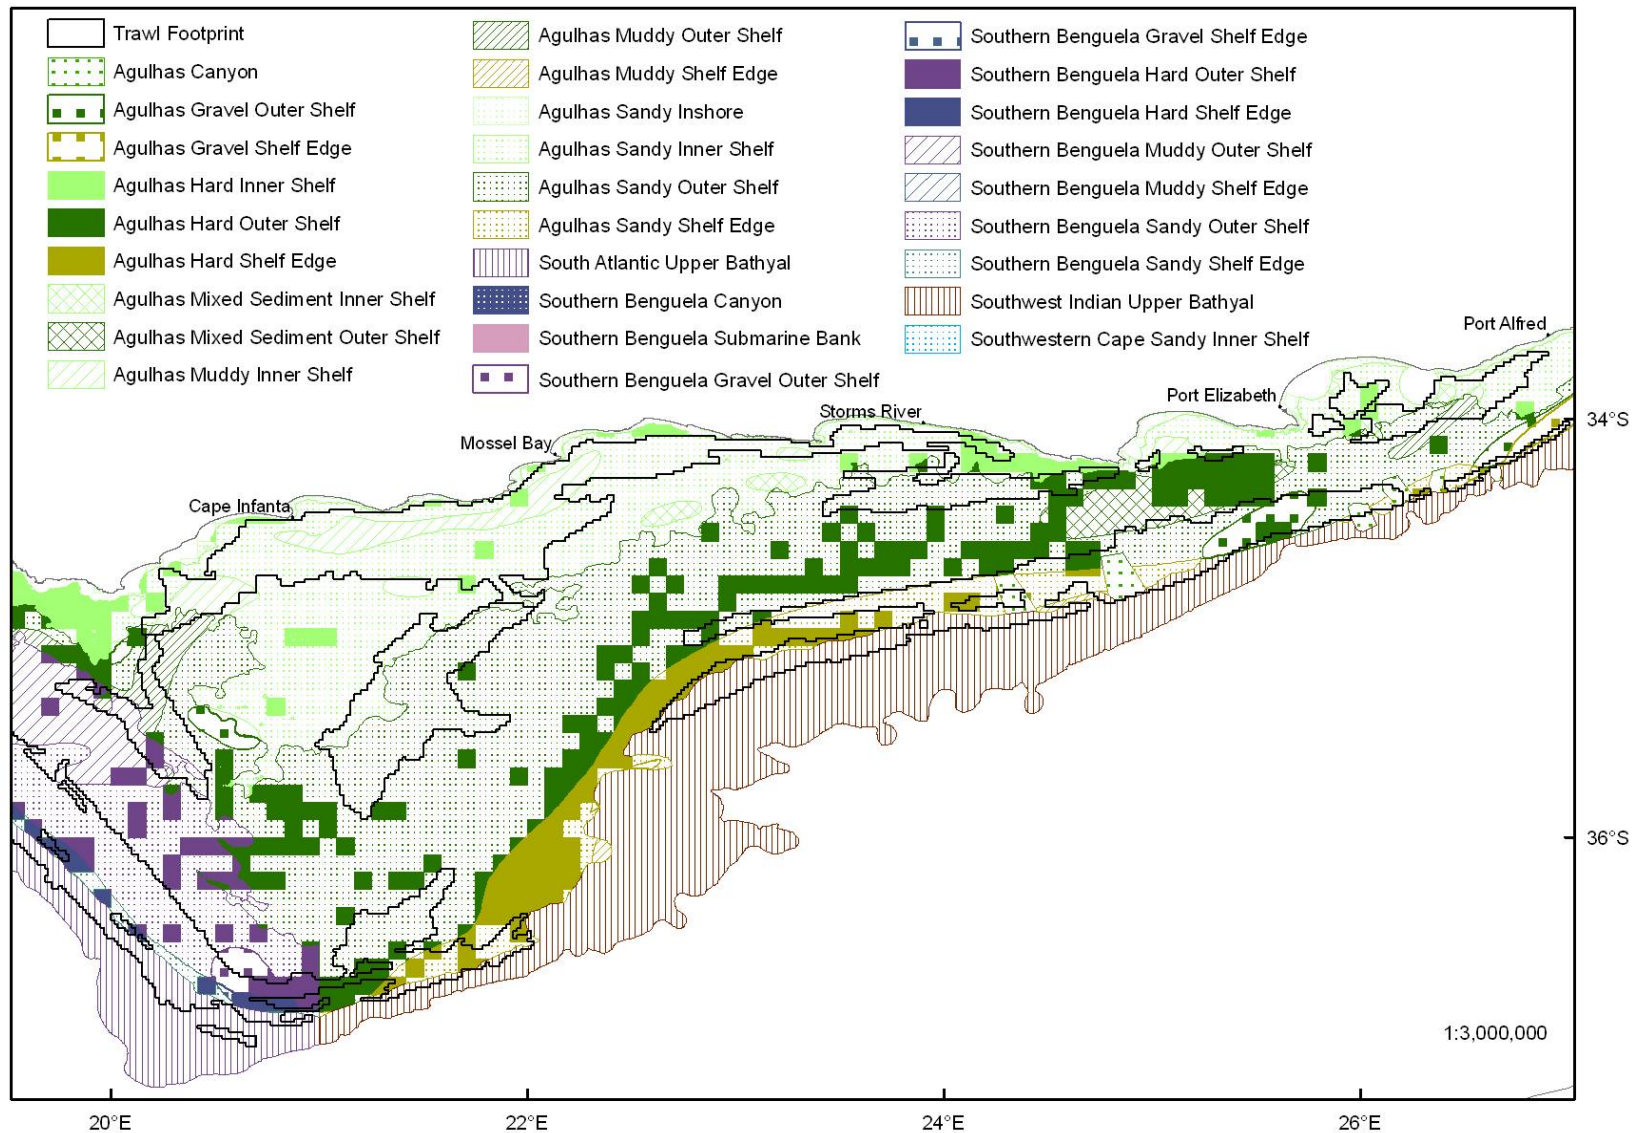 Trawl Footprint
Agulhas Canyon
Agulhas Gravel Outer Shelf
Agulhas Gravel Shelf Edge
Agulhas Hard Inner Shelf
Agulhas Hard Outer Shelf
Agulhas Hard Shelf Edge
Agulhas Mixed Sediment Inner Shelf
Agulhas Mixed Sediment Outer Shelf
Agulhas Muddy Inner Shelf
Agulhas Muddy Outer Shelf
Agulhas Muddy Shelf Edge
Agulhas Sandy Inshore
Agulhas Sandy Inner Shelf
Agulhas Sandy Outer Shelf
Agulhas Sandy Shelf Edge
South Atlantic Upper Bathyal
Southern Benguela Canyon
Southern Benguela Submarine Bank
Southern Benguela Gravel Outer Shelf
Southern Benguela Gravel Shelf Edge
Southern Benguela Hard Outer Shelf
Southern Benguela Hard Shelf Edge
Southern Benguela Muddy Outer Shelf
Southern Benguela Muddy Shelf Edge
Southern Benguela Sandy Outer Shelf
Southern Benguela Sandy Shelf Edge
Southwest Indian Upper Bathyal
Southwestern Cape Sandy Inner Shelf
Port Alfred
Port Elizabeth
Storms River
Mossel Bay
Cape Infanta
34°S
36°S
1:3,000,000
20°E
22°E
24°E
26°E